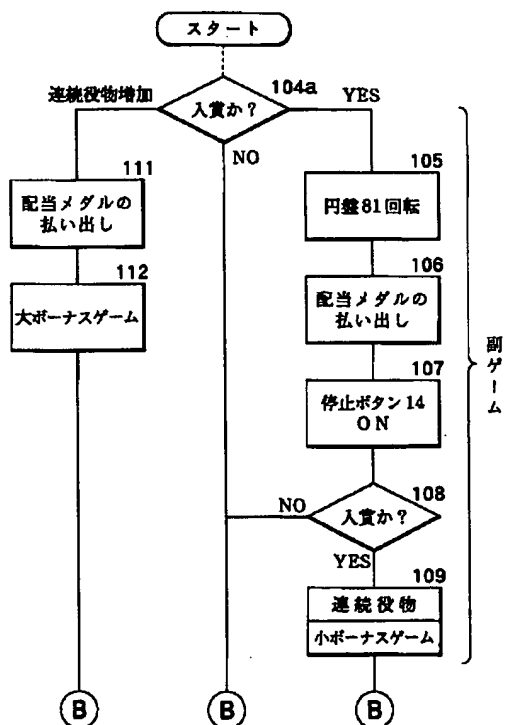 スタート
連続役物増加
入賞か?
104a
YES
NO
111
配当メダルの
払い出し
112
大ボーナスゲーム
105
円盤81回転
106
配当メダルの
払い出し
107
停止ボタン14
ON
108
NO
入賞か?
YES
109
連続役物
小ボーナスゲーム
副ゲーム
B
B
B